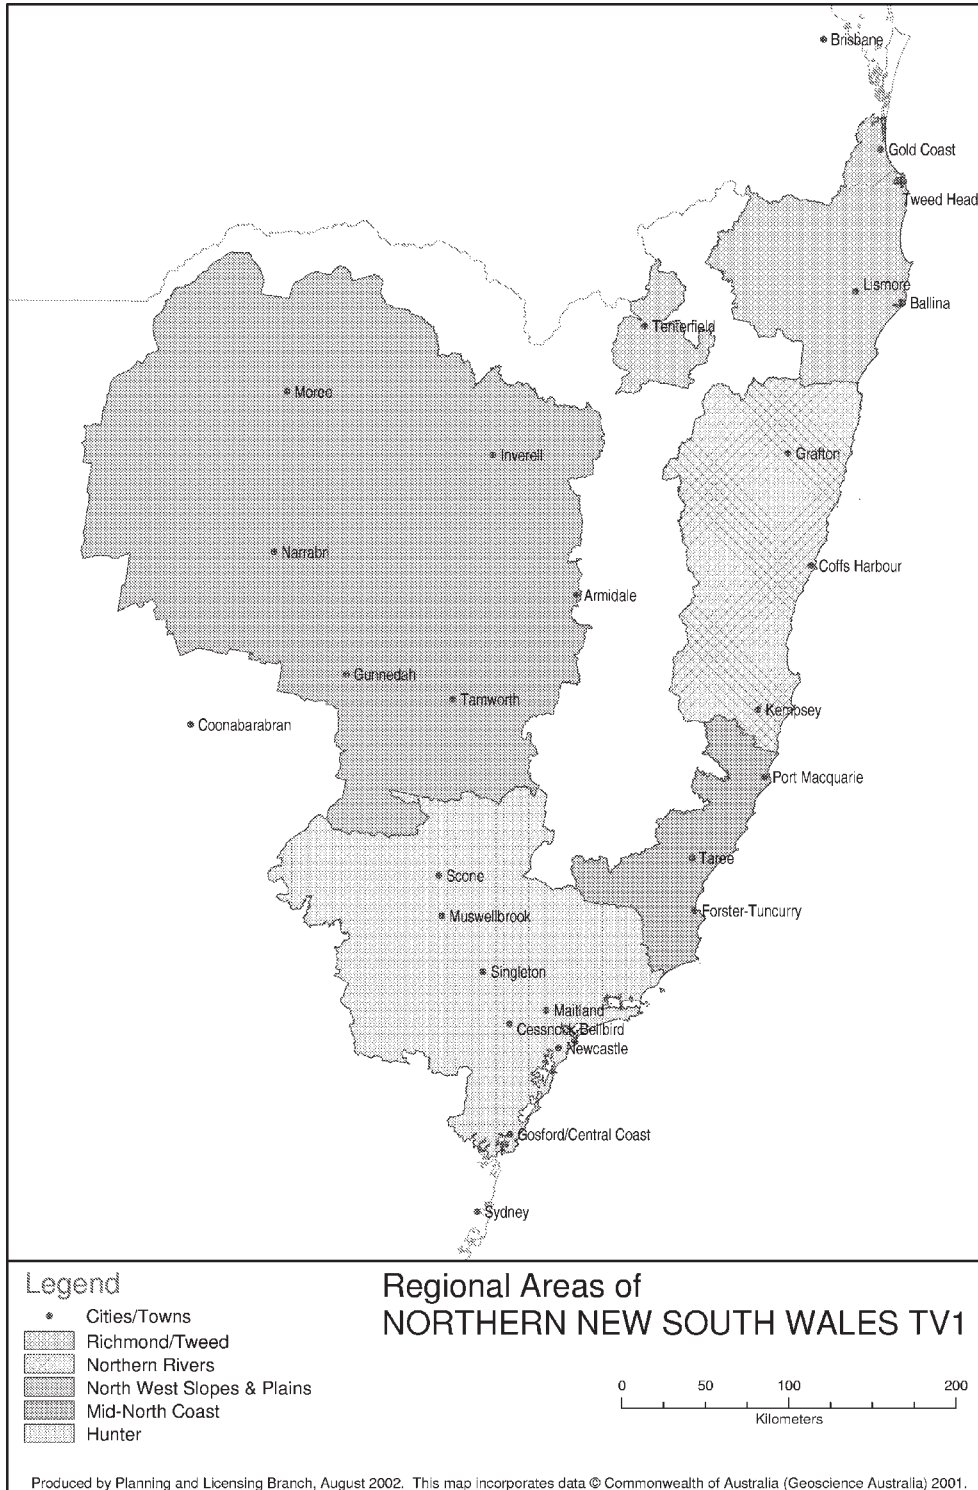 Brisbane
Gold Coast
Tweed Head
Lismore
Ballina
Tenterfield
Moree
Inverell
Grafton
Narrabri
Coffs Harbour
Armidale
Gunnedah
Tamworth
Kempsey
Coonabarabran
Port Macquarie
Taree
Scone
Forster-Tuncurry
Muswellbrook
Singleton
Maitland
Cessnock-Bellbird
Newcastle
Gosford/Central Coast
Sydney
Legend
Cities/Towns
Richmond/Tweed
Northern Rivers
North West Slopes & Plains
Mid-North Coast
Hunter
Regional Areas of
NORTHERN NEW SOUTH WALES TV1
0 50 100 200
Kilometers
Produced by Planning and Licensing Branch, August 2002. This map incorporates data © Commonwealth of Australia (Geoscience Australia) 2001.